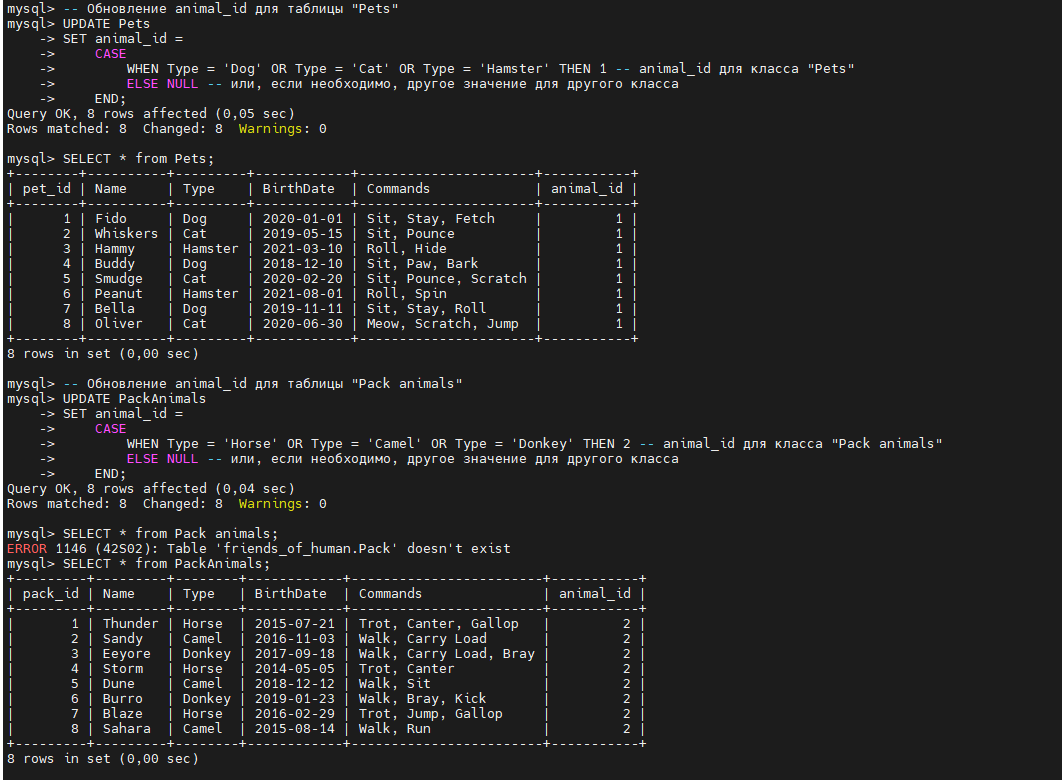 mysql> -- Обновление animal_id для таблицы "Pets"
mysql> UPDATE Pets
    -> SET animal_id =
    ->     CASE
    ->         WHEN Type = 'Dog' OR Type = 'Cat' OR Type = 'Hamster' THEN 1 -- animal_id для класса "Pets"
    ->         ELSE NULL -- или, если необходимо, другое значение для другого класса
    ->     END;
Query OK, 8 rows affected (0,05 sec)
Rows matched: 8  Changed: 8  Warnings: 0

mysql> SELECT * from Pets;
+--------+----------+---------+------------+----------------------+-----------+
| pet_id | Name     | Type    | BirthDate  | Commands             | animal_id |
+--------+----------+---------+------------+----------------------+-----------+
|      1 | Fido     | Dog     | 2020-01-01 | Sit, Stay, Fetch     |         1 |
|      2 | Whiskers | Cat     | 2019-05-15 | Sit, Pounce          |         1 |
|      3 | Hammy    | Hamster | 2021-03-10 | Roll, Hide           |         1 |
|      4 | Buddy    | Dog     | 2018-12-10 | Sit, Paw, Bark       |         1 |
|      5 | Smudge   | Cat     | 2020-02-20 | Sit, Pounce, Scratch |         1 |
|      6 | Peanut   | Hamster | 2021-08-01 | Roll, Spin           |         1 |
|      7 | Bella    | Dog     | 2019-11-11 | Sit, Stay, Roll      |         1 |
|      8 | Oliver   | Cat     | 2020-06-30 | Meow, Scratch, Jump  |         1 |
+--------+----------+---------+------------+----------------------+-----------+
8 rows in set (0,00 sec)

mysql> -- Обновление animal_id для таблицы "Pack animals"
mysql> UPDATE PackAnimals
    -> SET animal_id =
    ->     CASE
    ->         WHEN Type = 'Horse' OR Type = 'Camel' OR Type = 'Donkey' THEN 2 -- animal_id для класса "Pack animals"
    ->         ELSE NULL -- или, если необходимо, другое значение для другого класса
    ->     END;
Query OK, 8 rows affected (0,04 sec)
Rows matched: 8  Changed: 8  Warnings: 0

mysql> SELECT * from Pack animals;
ERROR 1146 (42S02): Table 'friends_of_human.Pack' doesn't exist
mysql> SELECT * from PackAnimals;
+---------+---------+--------+------------+------------------------+-----------+
| pack_id | Name    | Type   | BirthDate  | Commands               | animal_id |
+---------+---------+--------+------------+------------------------+-----------+
|       1 | Thunder | Horse  | 2015-07-21 | Trot, Canter, Gallop   |         2 |
|       2 | Sandy   | Camel  | 2016-11-03 | Walk, Carry Load       |         2 |
|       3 | Eeyore  | Donkey | 2017-09-18 | Walk, Carry Load, Bray |         2 |
|       4 | Storm   | Horse  | 2014-05-05 | Trot, Canter           |         2 |
|       5 | Dune    | Camel  | 2018-12-12 | Walk, Sit              |         2 |
|       6 | Burro   | Donkey | 2019-01-23 | Walk, Bray, Kick       |         2 |
|       7 | Blaze   | Horse  | 2016-02-29 | Trot, Jump, Gallop     |         2 |
|       8 | Sahara  | Camel  | 2015-08-14 | Walk, Run              |         2 |
+---------+---------+--------+------------+------------------------+-----------+
8 rows in set (0,00 sec)